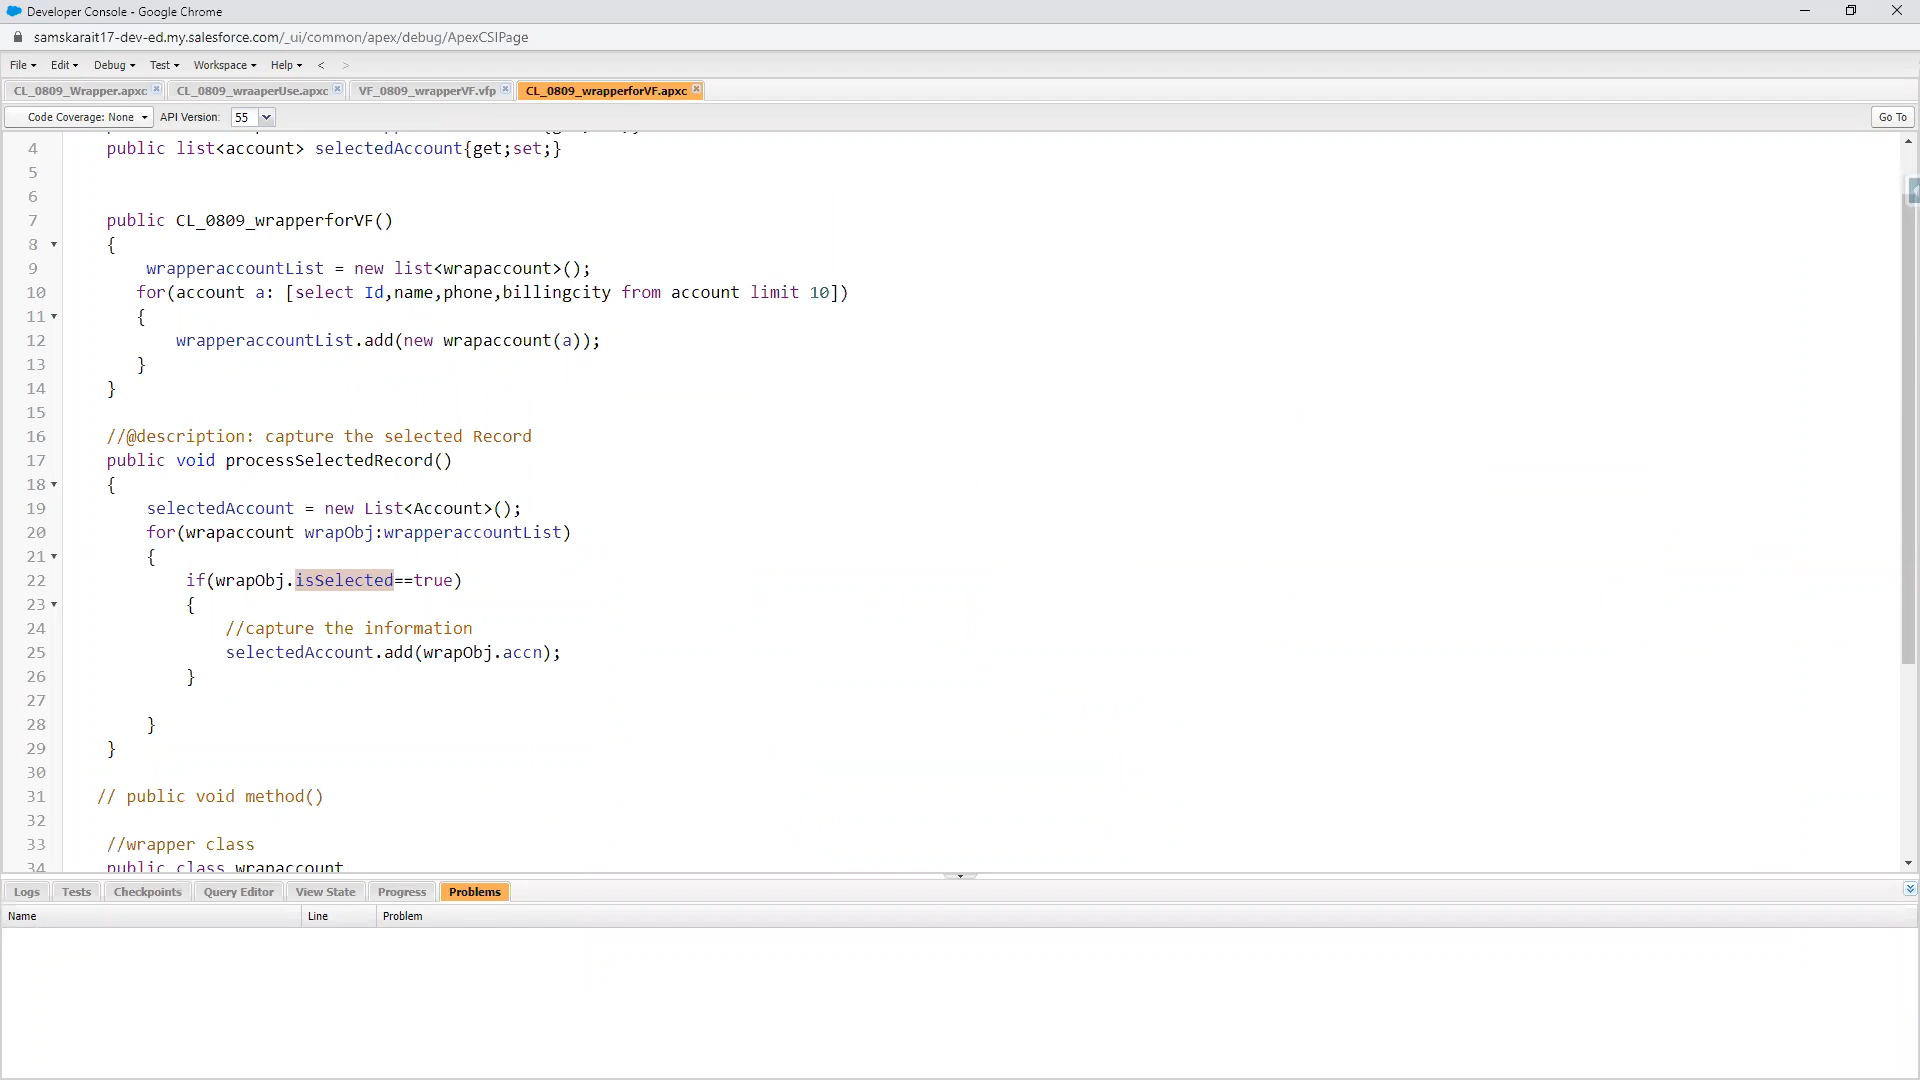 Developer Console - Google Chrome
samskarait17-dev-ed.my.salesforce.com/_ui/common/apex/debug/ApexCSIPage
File Edit Debug Test Workspace Help < >
CL_0809_Wrapper.apxc CL_0809_wraaperUse.apxc VF_0809_wrapperVF.vfp CL_0809_wrapperforVF.apxc
Code Coverage: None API Version: 55 Go To
4 public list<account> selectedAccount{get;set;}
5
6
7 public CL_0809_wrapperforVF()
8 {
9 wrapperaccountList = new list<wrapaccount>();
10 for(account a: [select Id,name,phone,billingcity from account limit 10])
11 {
12 wrapperaccountList.add(new wrapaccount(a));
13 }
14 }
15
16 //@description: capture the selected Record
17 public void processSelectedRecord()
18 {
19 selectedAccount = new List<Account>();
20 for(wrapaccount wrapObj:wrapperaccountList)
21 {
22 if(wrapObj.isSelected==true)
23 {
24 //capture the information
25 selectedAccount.add(wrapObj.accn);
26 }
27
28 }
29 }
30
31 // public void method()
32
33 //wrapper class
34 public class wrapaccount
Logs Tests Checkpoints Query Editor View State Progress Problems
Name Line Problem